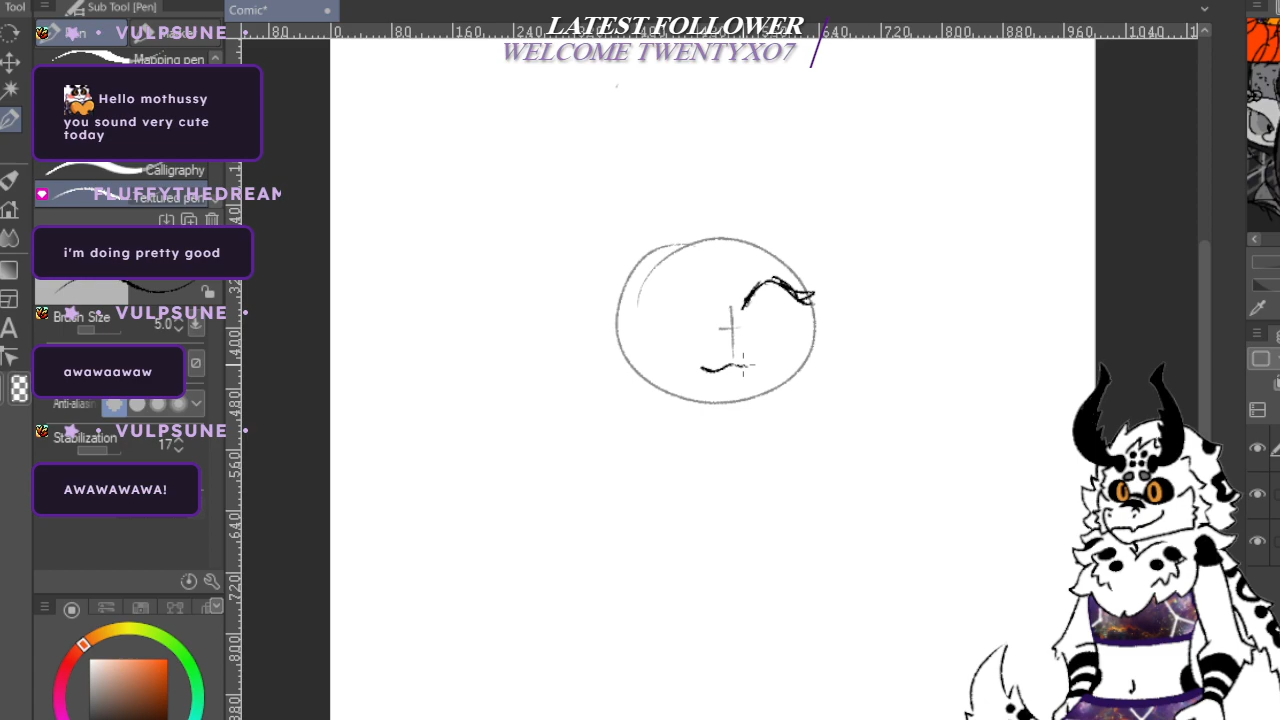 Tool
Sub Tool [Pen]
Comic*
LATEST FOLLOWER
WELCOME TWENTYXO7
VULPSUNE
Mapping pen
Hello mothussy
you sound very cute
today
Calligraphy
FLUFFYTHEDREAM
Textured pen
i'm doing pretty good
VULPSUNE
Brush Size
5.0
awawaawaw
Anti-aliasin
VULPSUNE
Stabilization
17
AWAWAWAWA!